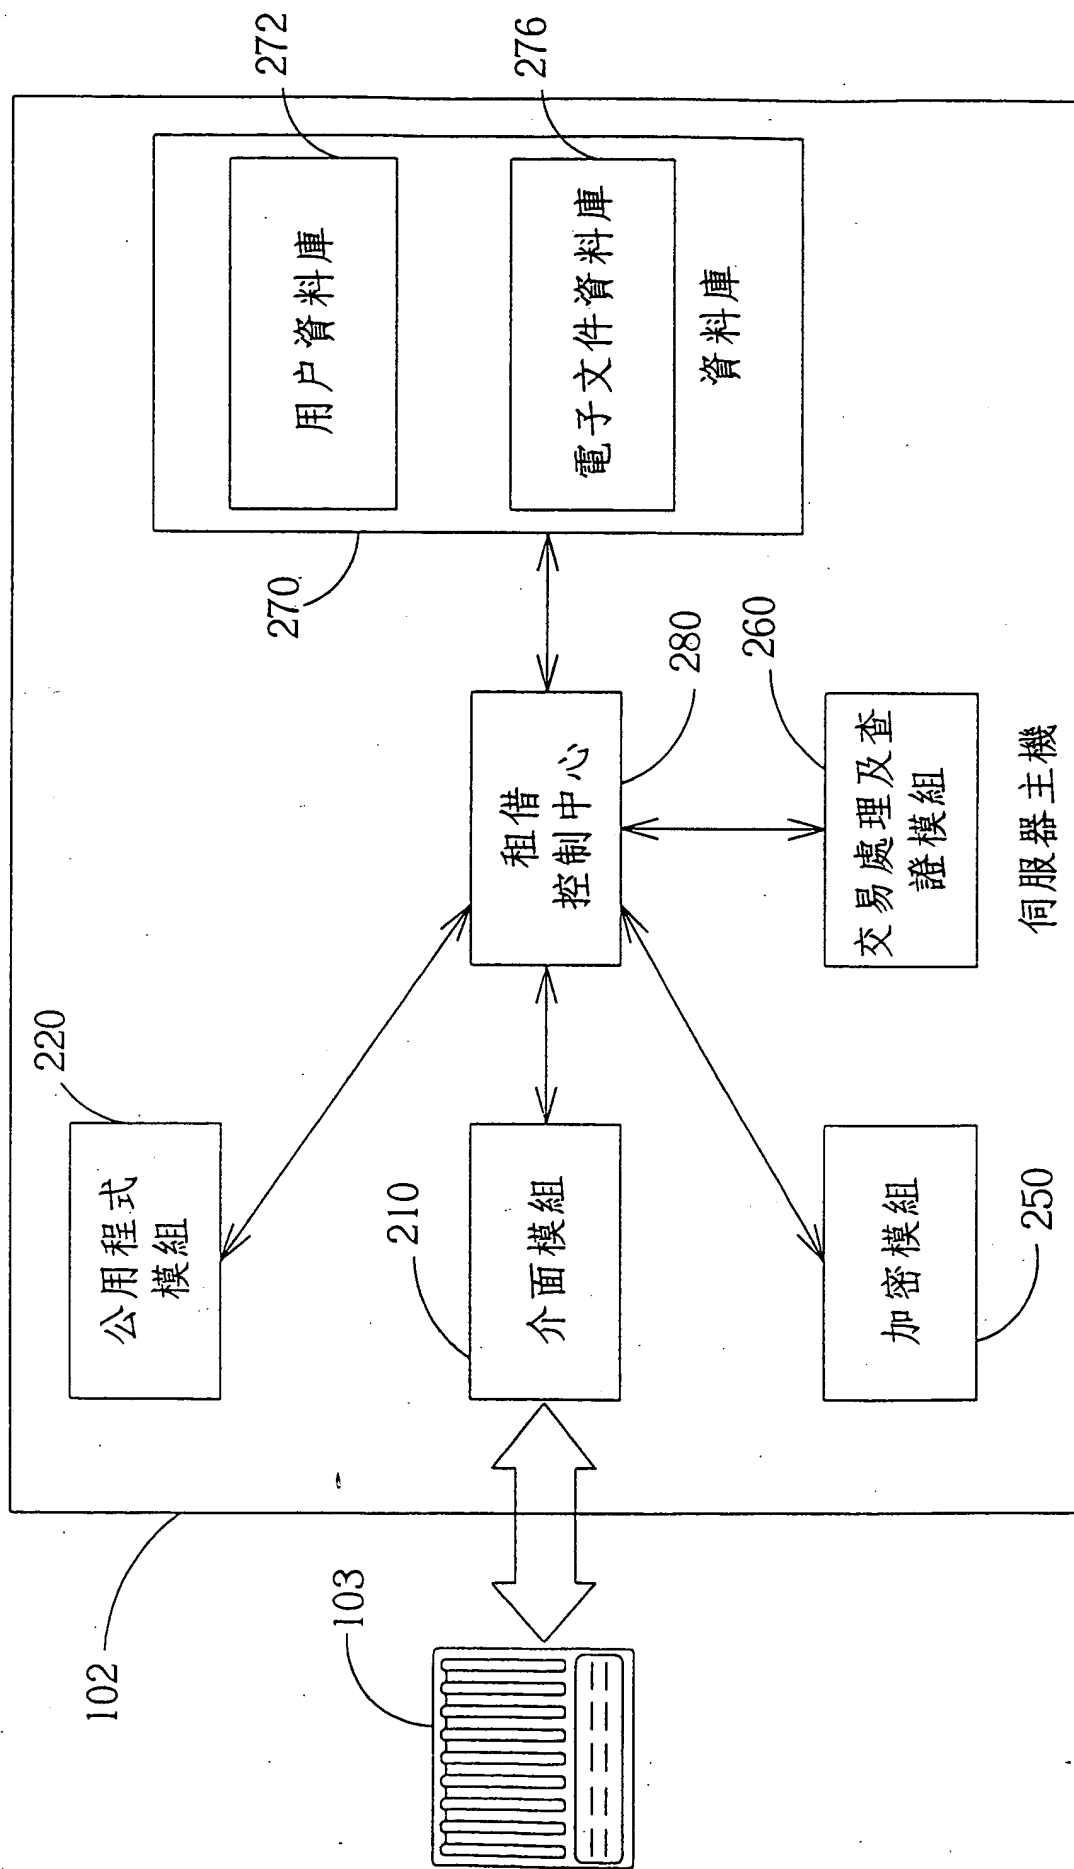 102
103
220
公用程式
模組
210
介面模組
加密模組
250
租借
控制中心
280
260
交易處理及查
證模組
270
272
用户資料庫
276
電子文件資料庫
資料庫
伺服器主機